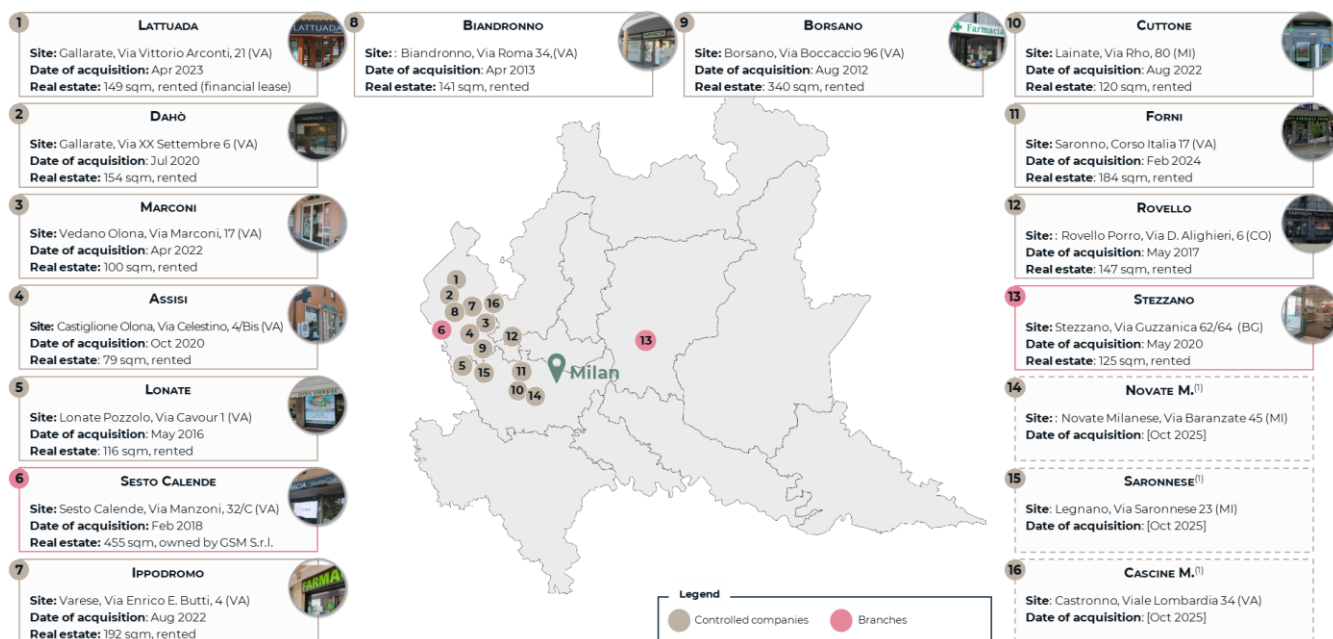 1
LATTUADA
Site: Gallarate, Via Vittorio Arconti, 21 (VA)
Date of acquisition: Apr 2023
Real estate: 149 sqm, rented (financial lease)
2
DAHÒ
Site: Gallarate, Via XX Settembre 6 (VA)
Date of acquisition: Jul 2020
Real estate: 154 sqm, rented
3
MARCONI
Site: Vedano Olona, Via Marconi, 17 (VA)
Date of acquisition: Apr 2022
Real estate: 100 sqm, rented
4
ASSISI
Site: Castiglione Olona, Via Celestino, 4/Bis (VA)
Date of acquisition: Oct 2020
Real estate: 79 sqm, rented
5
LONATE
Site: Lonate Pozzolo, Via Cavour 1 (VA)
Date of acquisition: May 2016
Real estate: 116 sqm, rented
6
SESTO CALENDE
Site: Sesto Calende, Via Manzoni, 32/C (VA)
Date of acquisition: Feb 2018
Real estate: 455 sqm, owned by GSM S.r.l.
7
IPPODROMO
Site: Varese, Via Enrico E. Butti, 4 (VA)
Date of acquisition: Aug 2022
Real estate: 192 sqm, rented
8
BIANDRONNO
Site: : Biandronno, Via Roma 34,(VA)
Date of acquisition: Apr 2013
Real estate: 141 sqm, rented
9
BORSANO
Site: Borsano, Via Boccaccio 96 (VA)
Date of acquisition: Aug 2012
Real estate: 340 sqm, rented
10
CUTTONE
Site: Lainate, Via Rho, 80 (MI)
Date of acquisition: Aug 2022
Real estate: 120 sqm, rented
11
FORNI
Site: Saronno, Corso Italia 17 (VA)
Date of acquisition: Feb 2024
Real estate: 184 sqm, rented
12
ROVELLO
Site: : Rovello Porro, Via D. Alighieri, 6 (CO)
Date of acquisition: May 2017
Real estate: 147 sqm, rented
13
STEZZANO
Site: Stezzano, Via Guzzanica 62/64 (BG)
Date of acquisition: May 2020
Real estate: 125 sqm, rented
14
NOVATE M.(1)
Site: : Novate Milanese, Via Baranzate 45 (MI)
Date of acquisition: [Oct 2025]
15
SARONNESE(1)
Site: Legnano, Via Saronnese 23 (MI)
Date of acquisition: [Oct 2025]
16
CASCINE M.(1)
Site: Castronno, Viale Lombardia 34 (VA)
Date of acquisition: [Oct 2025]
LATTUADA
Farmacia
FARMA
1
2
7
16
8
3
6
4
12
9
13
5
15
11
Milan
10
14
Legend
Controlled companies
Branches